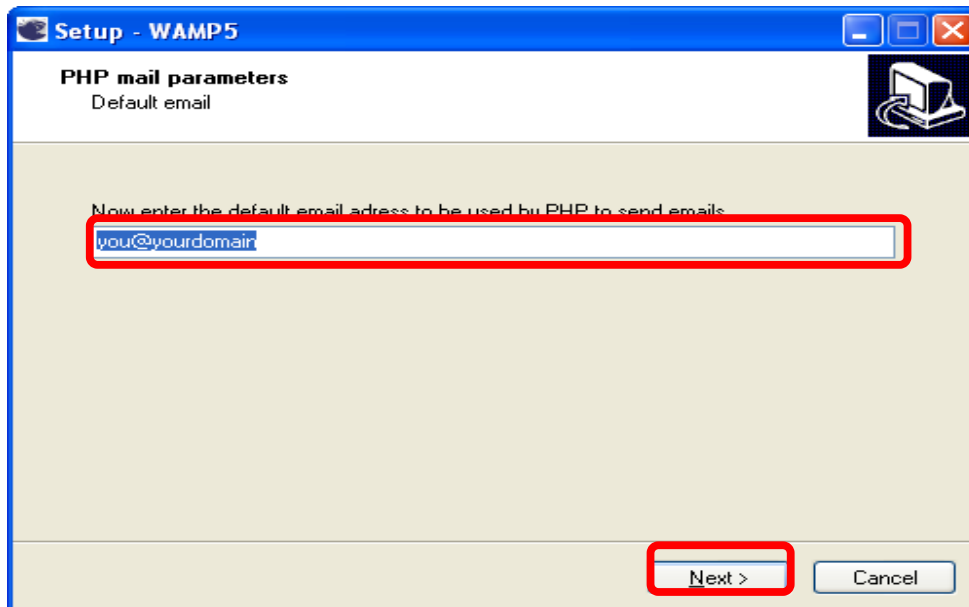 Setup - WAMP5
PHP mail parameters
Default email
Now enter the default email adress to be used by PHP to send emails
you@yourdomain
Next >
Cancel